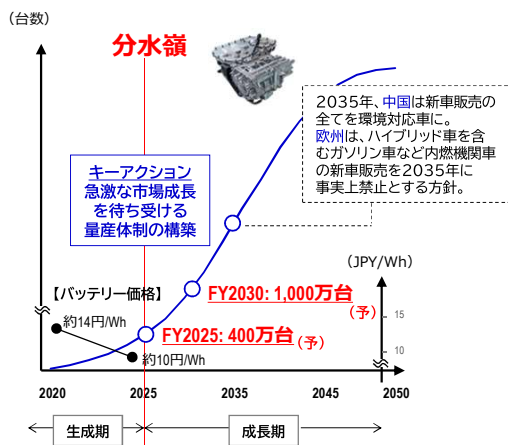 (台数)
分水嶺
2035年、中国は新車販売の
全てを環境対応車に。
欧州は、ハイブリッド車を含
むガソリン車など内燃機関車
の新車販売を2035年に
事実上禁止とする方針。
キーアクション
急激な市場成長
を待ち受ける
量産体制の構築
(JPY/Wh)
【バッテリー価格】
FY2030: 1,000万台
(予)
15
約14円/Wh
FY2025: 400万台
(予)
10
約10円/Wh
2020 2025 2035 2045 2050
生成期 成長期